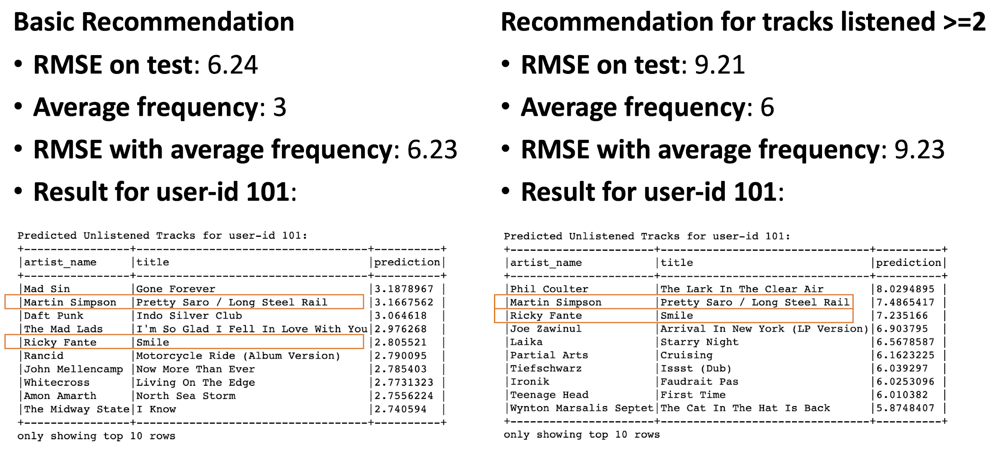 Basic Recommendation
• RMSE on test: 6.24
• Average frequency: 3
• RMSE with average frequency: 6.23
• Result for user-id 101:
Predicted Unlistened Tracks for user-id 101:
+----------------+-----------------------------------+----------+
|artist_name     |title                              |prediction|
+----------------+-----------------------------------+----------+
|Mad Sin         |Gone Forever                       |3.1878967 |
|Martin Simpson  |Pretty Saro / Long Steel Rail      |3.1667562 |
|Daft Punk       |Indo Silver Club                   |3.064618  |
|The Mad Lads    |I'm So Glad I Fell In Love With You|2.976268  |
|Ricky Fante     |Smile                              |2.805521  |
|Rancid          |Motorcycle Ride (Album Version)    |2.790095  |
|John Mellencamp |Now More Than Ever                 |2.785403  |
|Whitecross      |Living On The Edge                 |2.7731323 |
|Amon Amarth     |North Sea Storm                    |2.7556224 |
|The Midway State|I Know                             |2.740594  |
+----------------+-----------------------------------+----------+
only showing top 10 rows
Recommendation for tracks listened >=2
• RMSE on test: 9.21
• Average frequency: 6
• RMSE with average frequency: 9.23
• Result for user-id 101:
Predicted Unlistened Tracks for user-id 101:
+----------------------+--------------------------------+----------+
|artist_name           |title                           |prediction|
+----------------------+--------------------------------+----------+
|Phil Coulter          |The Lark In The Clear Air       |8.0294895 |
|Martin Simpson        |Pretty Saro / Long Steel Rail   |7.4865417 |
|Ricky Fante           |Smile                           |7.235166  |
|Joe Zawinul           |Arrival In New York (LP Version)|6.903795  |
|Laika                 |Starry Night                    |6.5678587 |
|Partial Arts          |Cruising                        |6.1623225 |
|Tiefschwarz           |Issst (Dub)                     |6.039297  |
|Ironik                |Faudrait Pas                    |6.0253096 |
|Teenage Head          |First Time                      |6.010382  |
|Wynton Marsalis Septet|The Cat In The Hat Is Back      |5.8748407 |
+----------------------+--------------------------------+----------+
only showing top 10 rows